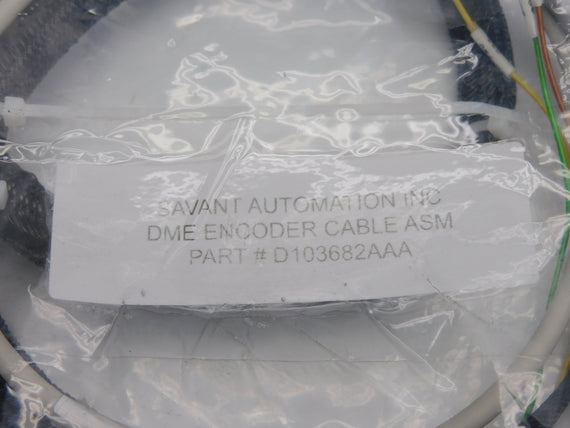 SAVANT AUTOMATION INC
DME ENCODER CABLE ASM
PART # D103682AAA